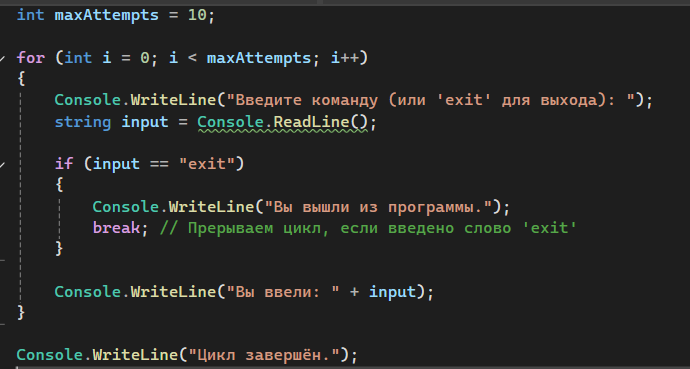 int maxAttempts = 10;
for (int i = 0; i < maxAttempts; i++)
{
Console.WriteLine("Введите команду (или 'exit' для выхода): ");
string input = Console.ReadLine();
if (input == "exit")
{
Console.WriteLine("Вы вышли из программы.");
break; // Прерываем цикл, если введено слово 'exit'
}
Console.WriteLine("Вы ввели: " + input);
}
Console.WriteLine("Цикл завершён.");